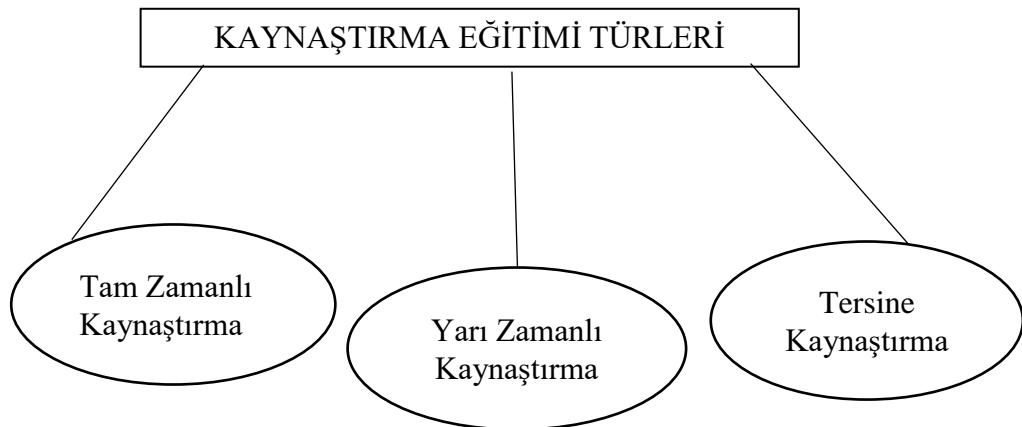 KAYNAŞTIRMA EĞİTİMİ TÜRLERİ
Tam Zamanlı
Kaynaştırma
Yarı Zamanlı
Kaynaştırma
Tersine
Kaynaştırma